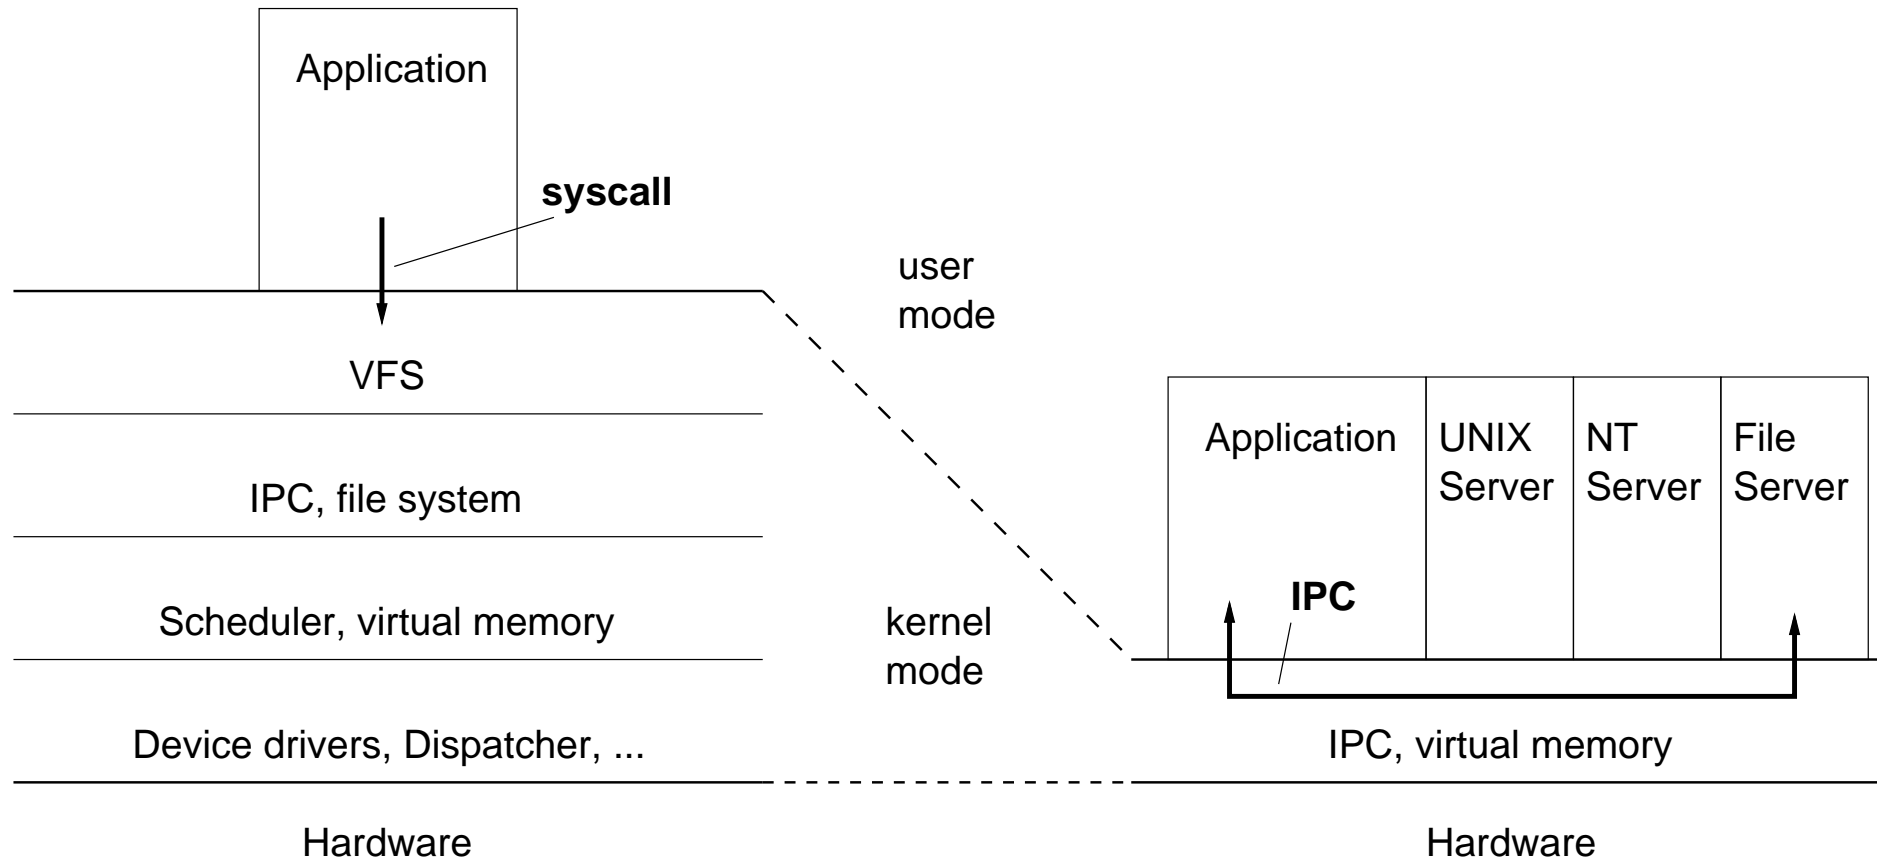 Application
syscall
VFS
IPC, file system
Scheduler, virtual memory
Device drivers, Dispatcher, ...
Hardware
user
mode
kernel
mode
Application
UNIX
Server
NT
Server
File
Server
IPC
IPC, virtual memory
Hardware